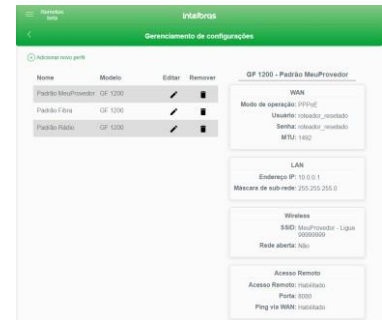 Remotize
beta
intelbras
Gerenciamento de configurações
Adicionar novo perfil
Nome Modelo Editar Remover
Padrão MeuProvedor GF 1200
Padrão Fibra GF 1200
Padrão Rádio GF 1200
GF 1200 - Padrão MeuProvedor
WAN
Modo de operação: PPPoE
Usuário: roteador_resetado
Senha: roteador_resetado
MTU: 1492
LAN
Endereço IP: 10.0.0.1
Máscara de sub-rede: 255.255.255.0
Wireless
SSID: MeuProvedor - Ligue
99999999
Rede aberta: Não
Acesso Remoto
Acesso Remoto: Habilitado
Porta: 8080
Ping via WAN: Habilitado